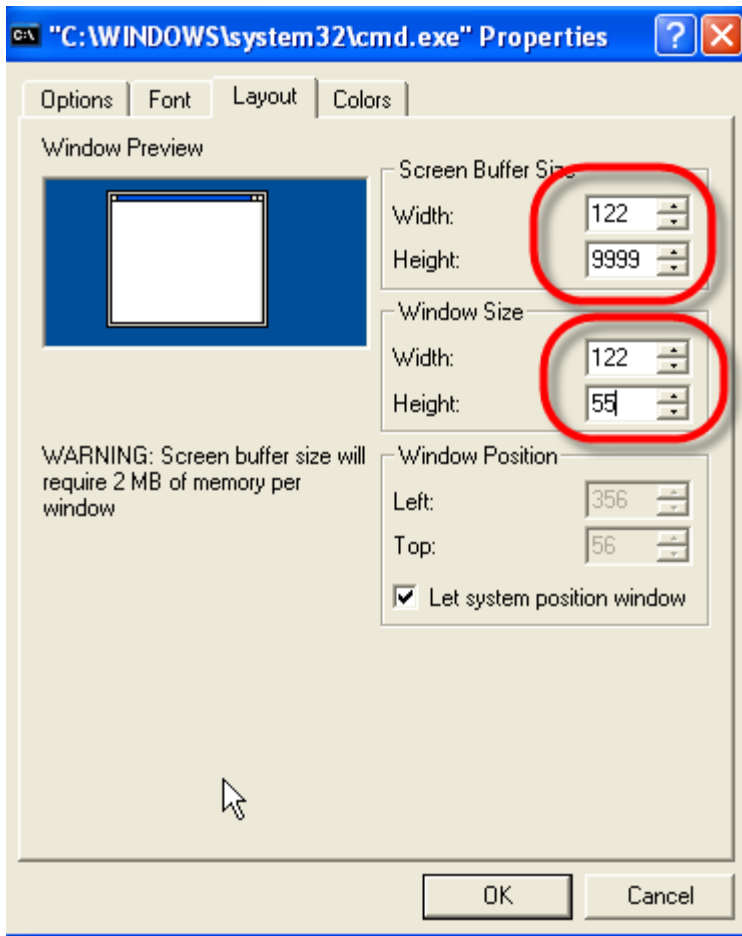 "C:\WINDOWS\system32\cmd.exe" Properties
Options Font Layout Colors
Window Preview
Screen Buffer Size
Width: 122
Height: 9999
Window Size
Width: 122
Height: 55
WARNING: Screen buffer size will
require 2 MB of memory per
window
Window Position
Left: 356
Top: 56
Let system position window
OK Cancel